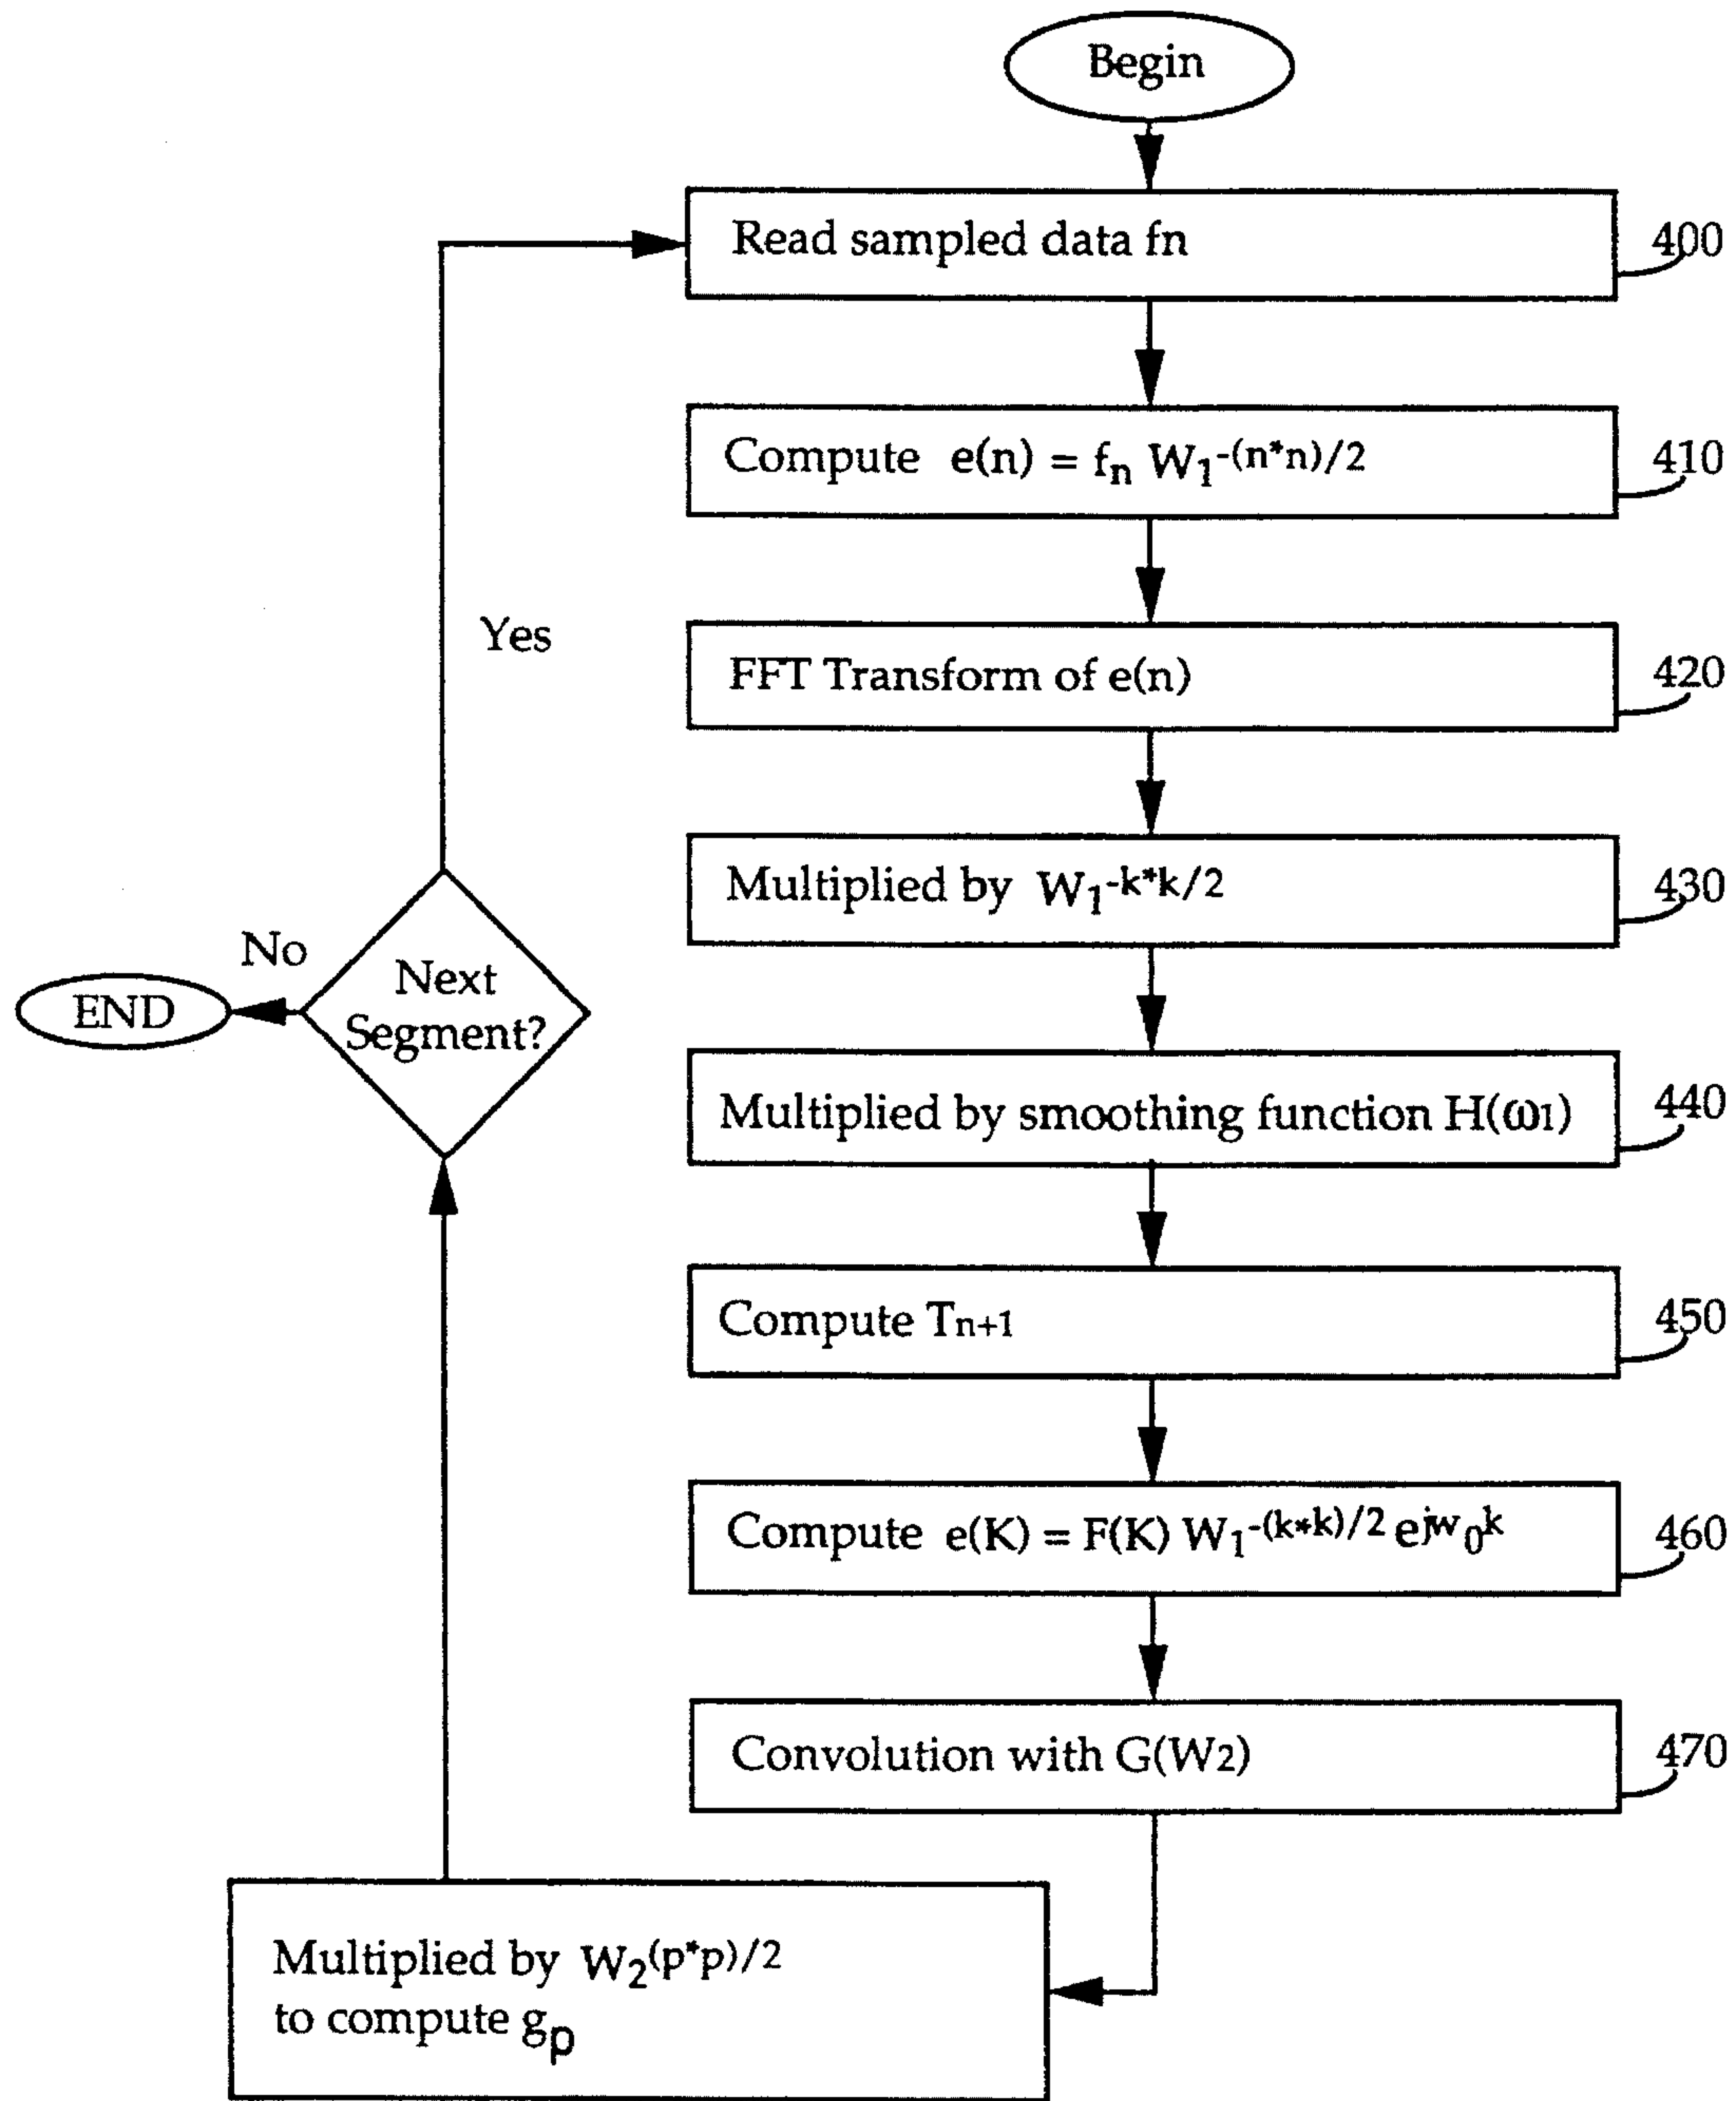 Begin
Read sampled data fn
400
Compute e(n) = fn W1-(n*n)/2
410
FFT Transform of e(n)
420
Multiplied by W1-k*k/2
430
Multiplied by smoothing function H(ω1)
440
Compute Tn+1
450
Compute e(K) = F(K) W1-(k*k)/2 ejw0k
460
Convolution with G(W2)
470
Multiplied by W2(p*p)/2
to compute gp
Next
Segment?
Yes
No
END